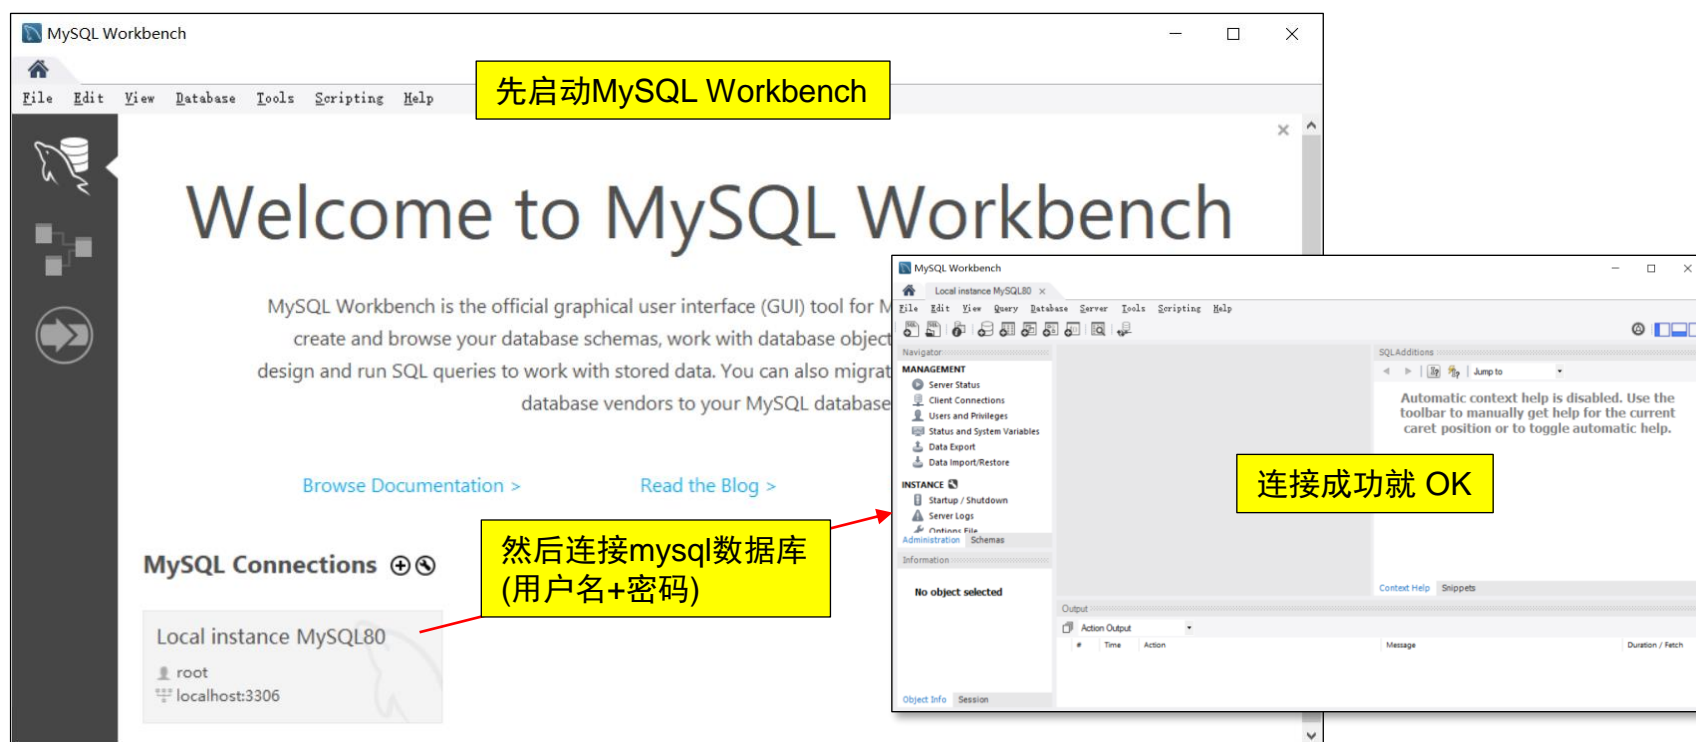 MySQL Workbench
File Edit View Database Tools Scripting Help
先启动MySQL Workbench
Welcome to MySQL Workbench
MySQL Workbench is the official graphical user interface (GUI) tool for
create and browse your database schemas, work with database object
design and run SQL queries to work with stored data. You can also migrat
database vendors to your MySQL database
Browse Documentation >
Read the Blog >
MySQL Connections
然后连接mysql数据库
(用户名+密码)
Local instance MySQL80
root
localhost:3306
MySQL Workbench
Local instance MySQL80
File Edit View Query Database Server Tools Scripting Help
Navigator
MANAGEMENT
Server Status
Client Connections
Users and Privileges
Status and System Variables
Data Export
Data Import/Restore
INSTANCE
Startup / Shutdown
Server Logs
Options File
Administration Schemas
Information
No object selected
Object Info Session
SQLAdditions
Jump to
Automatic context help is disabled. Use the
toolbar to manually get help for the current
caret position or to toggle automatic help.
连接成功就 OK
Context Help Snippets
Output
Action Output
# Time Action Message Duration / Fetch